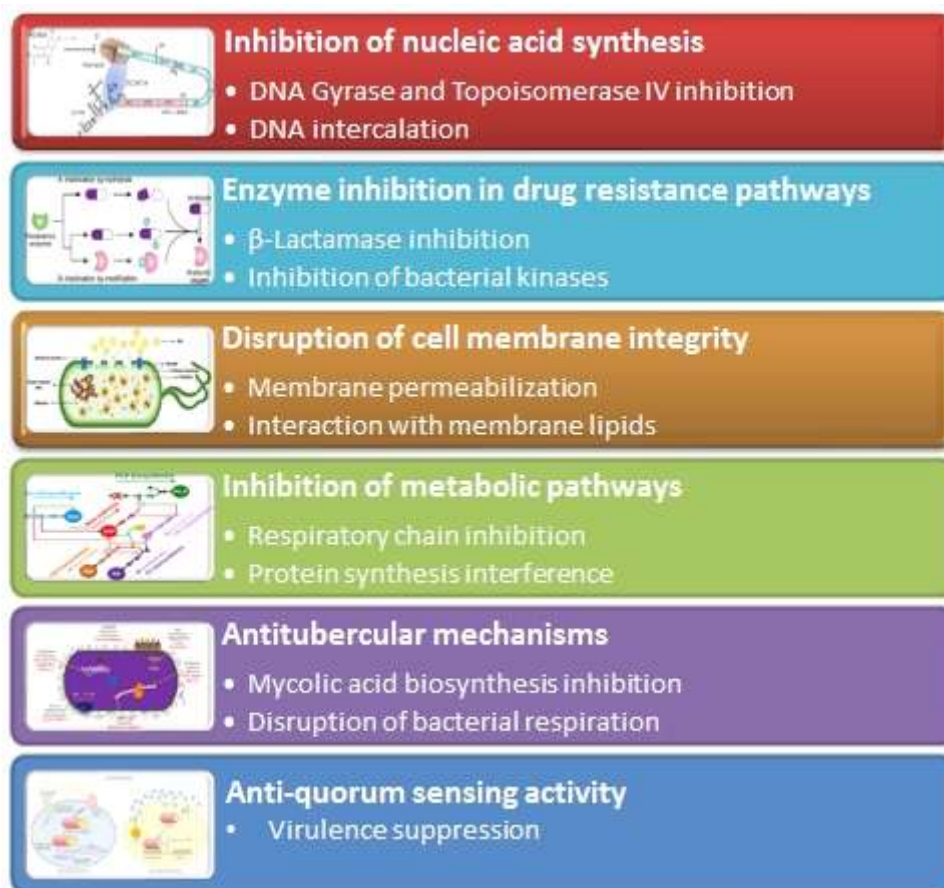 Inhibition of nucleic acid synthesis
• DNA Gyrase and Topoisomerase IV inhibition
• DNA intercalation
Enzyme inhibition in drug resistance pathways
• β-Lactamase inhibition
• Inhibition of bacterial kinases
Disruption of cell membrane integrity
• Membrane permeabilization
• Interaction with membrane lipids
Inhibition of metabolic pathways
• Respiratory chain inhibition
• Protein synthesis interference
Antitubercular mechanisms
• Mycolic acid biosynthesis inhibition
• Disruption of bacterial respiration
Anti-quorum sensing activity
• Virulence suppression